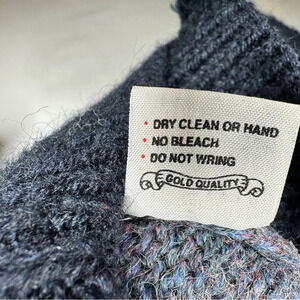 • DRY CLEAN OR HAND
• NO BLEACH
• DO NOT WRING
GOLD QUALITY